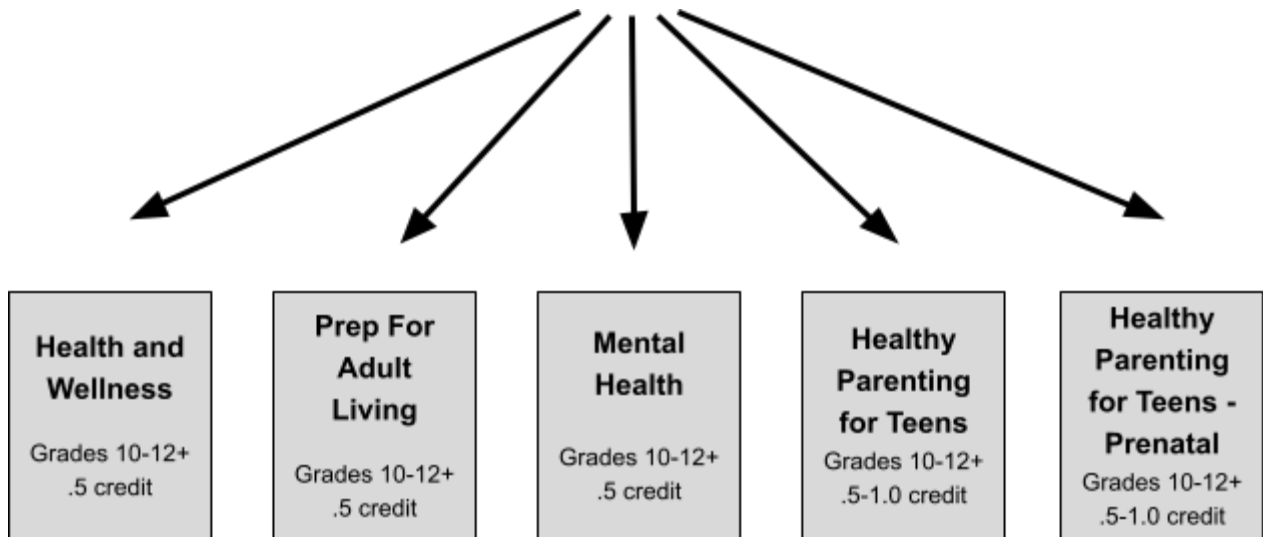 Health and
Wellness
Grades 10-12+
.5 credit
Prep For
Adult
Living
Grades 10-12+
.5 credit
Mental
Health
Grades 10-12+
.5 credit
Healthy
Parenting
for Teens
Grades 10-12+
.5-1.0 credit
Healthy
Parenting
for Teens -
Prenatal
Grades 10-12+
.5-1.0 credit